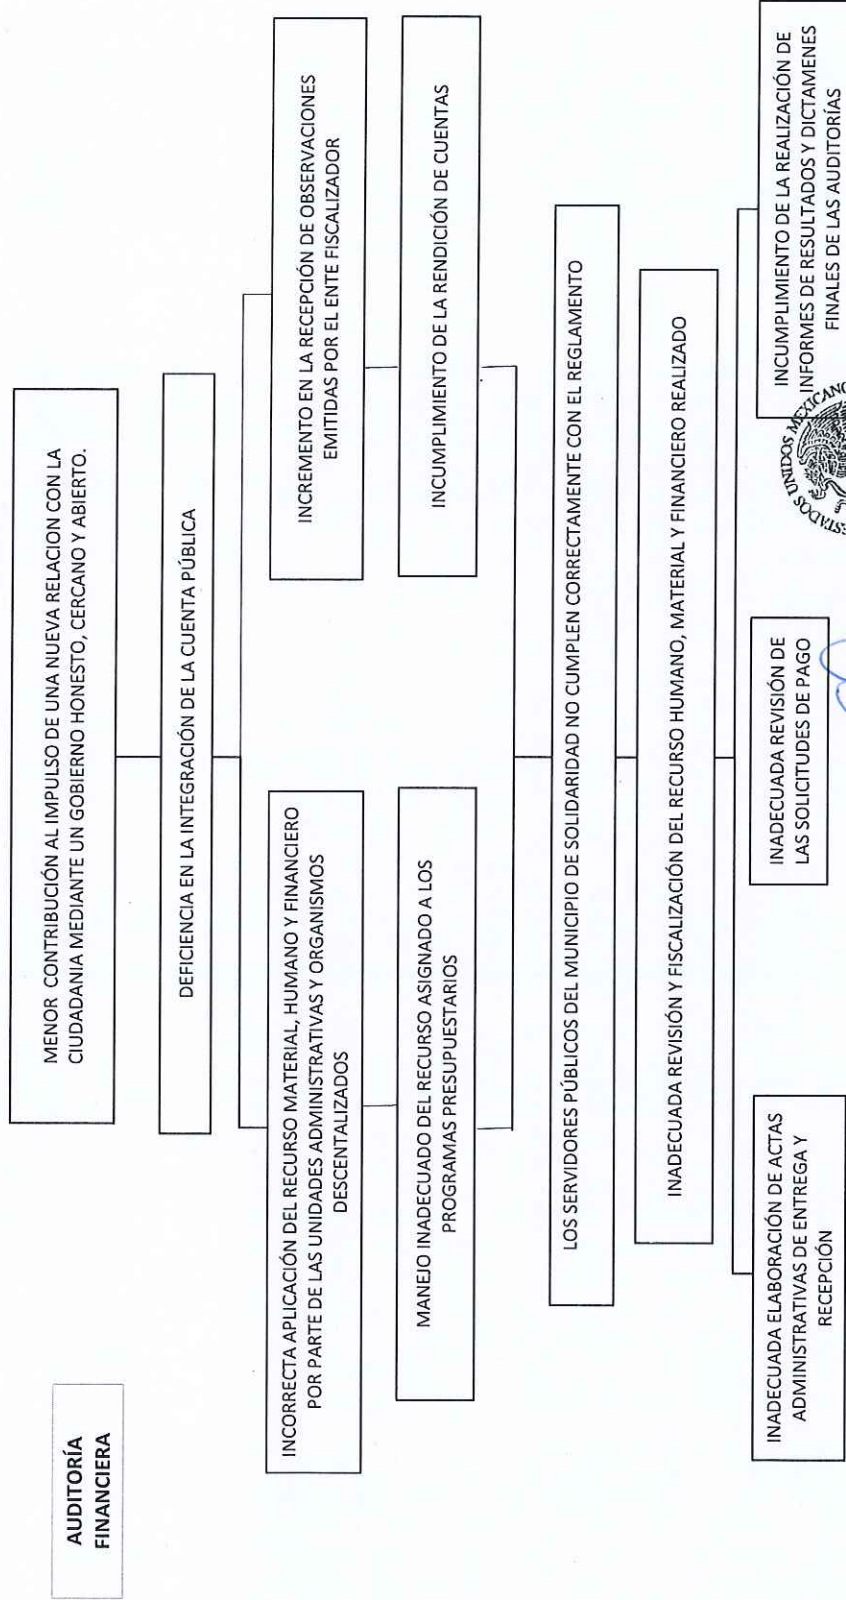 AUDITORÍA
FINANCIERA
MENOR CONTRIBUCIÓN AL IMPULSO DE UNA NUEVA RELACION CON LA
CIUDADANIA MEDIANTE UN GOBIERNO HONESTO, CERCANO Y ABIERTO.
DEFICIENCIA EN LA INTEGRACIÓN DE LA CUENTA PÚBLICA
INCORRECTA APLICACIÓN DEL RECURSO MATERIAL, HUMANO Y FINANCIERO
POR PARTE DE LAS UNIDADES ADMINISTRATIVAS Y ORGANISMOS
DESCENTALIZADOS
INCREMENTO EN LA RECEPCIÓN DE OBSERVACIONES
EMITIDAS POR EL ENTE FISCALIZADOR
MANEJO INADECUADO DEL RECURSO ASIGNADO A LOS
PROGRAMAS PRESUPUESTARIOS
INCUMPLIMIENTO DE LA RENDICIÓN DE CUENTAS
LOS SERVIDORES PÚBLICOS DEL MUNICIPIO DE SOLIDARIDAD NO CUMPLEN CORRECTAMENTE CON EL REGLAMENTO
INADECUADA REVISIÓN Y FISCALIZACIÓN DEL RECURSO HUMANO, MATERIAL Y FINANCIERO REALIZADO
INADECUADA ELABORACIÓN DE ACTAS
ADMINISTRATIVAS DE ENTREGA Y
RECEPCIÓN
INADECUADA REVISIÓN DE
LAS SOLICITUDES DE PAGO
INCUMPLIMIENTO DE LA REALIZACIÓN DE
INFORMES DE RESULTADOS Y DICTAMENES
FINALES DE LAS AUDITORÍAS
UNIDOS